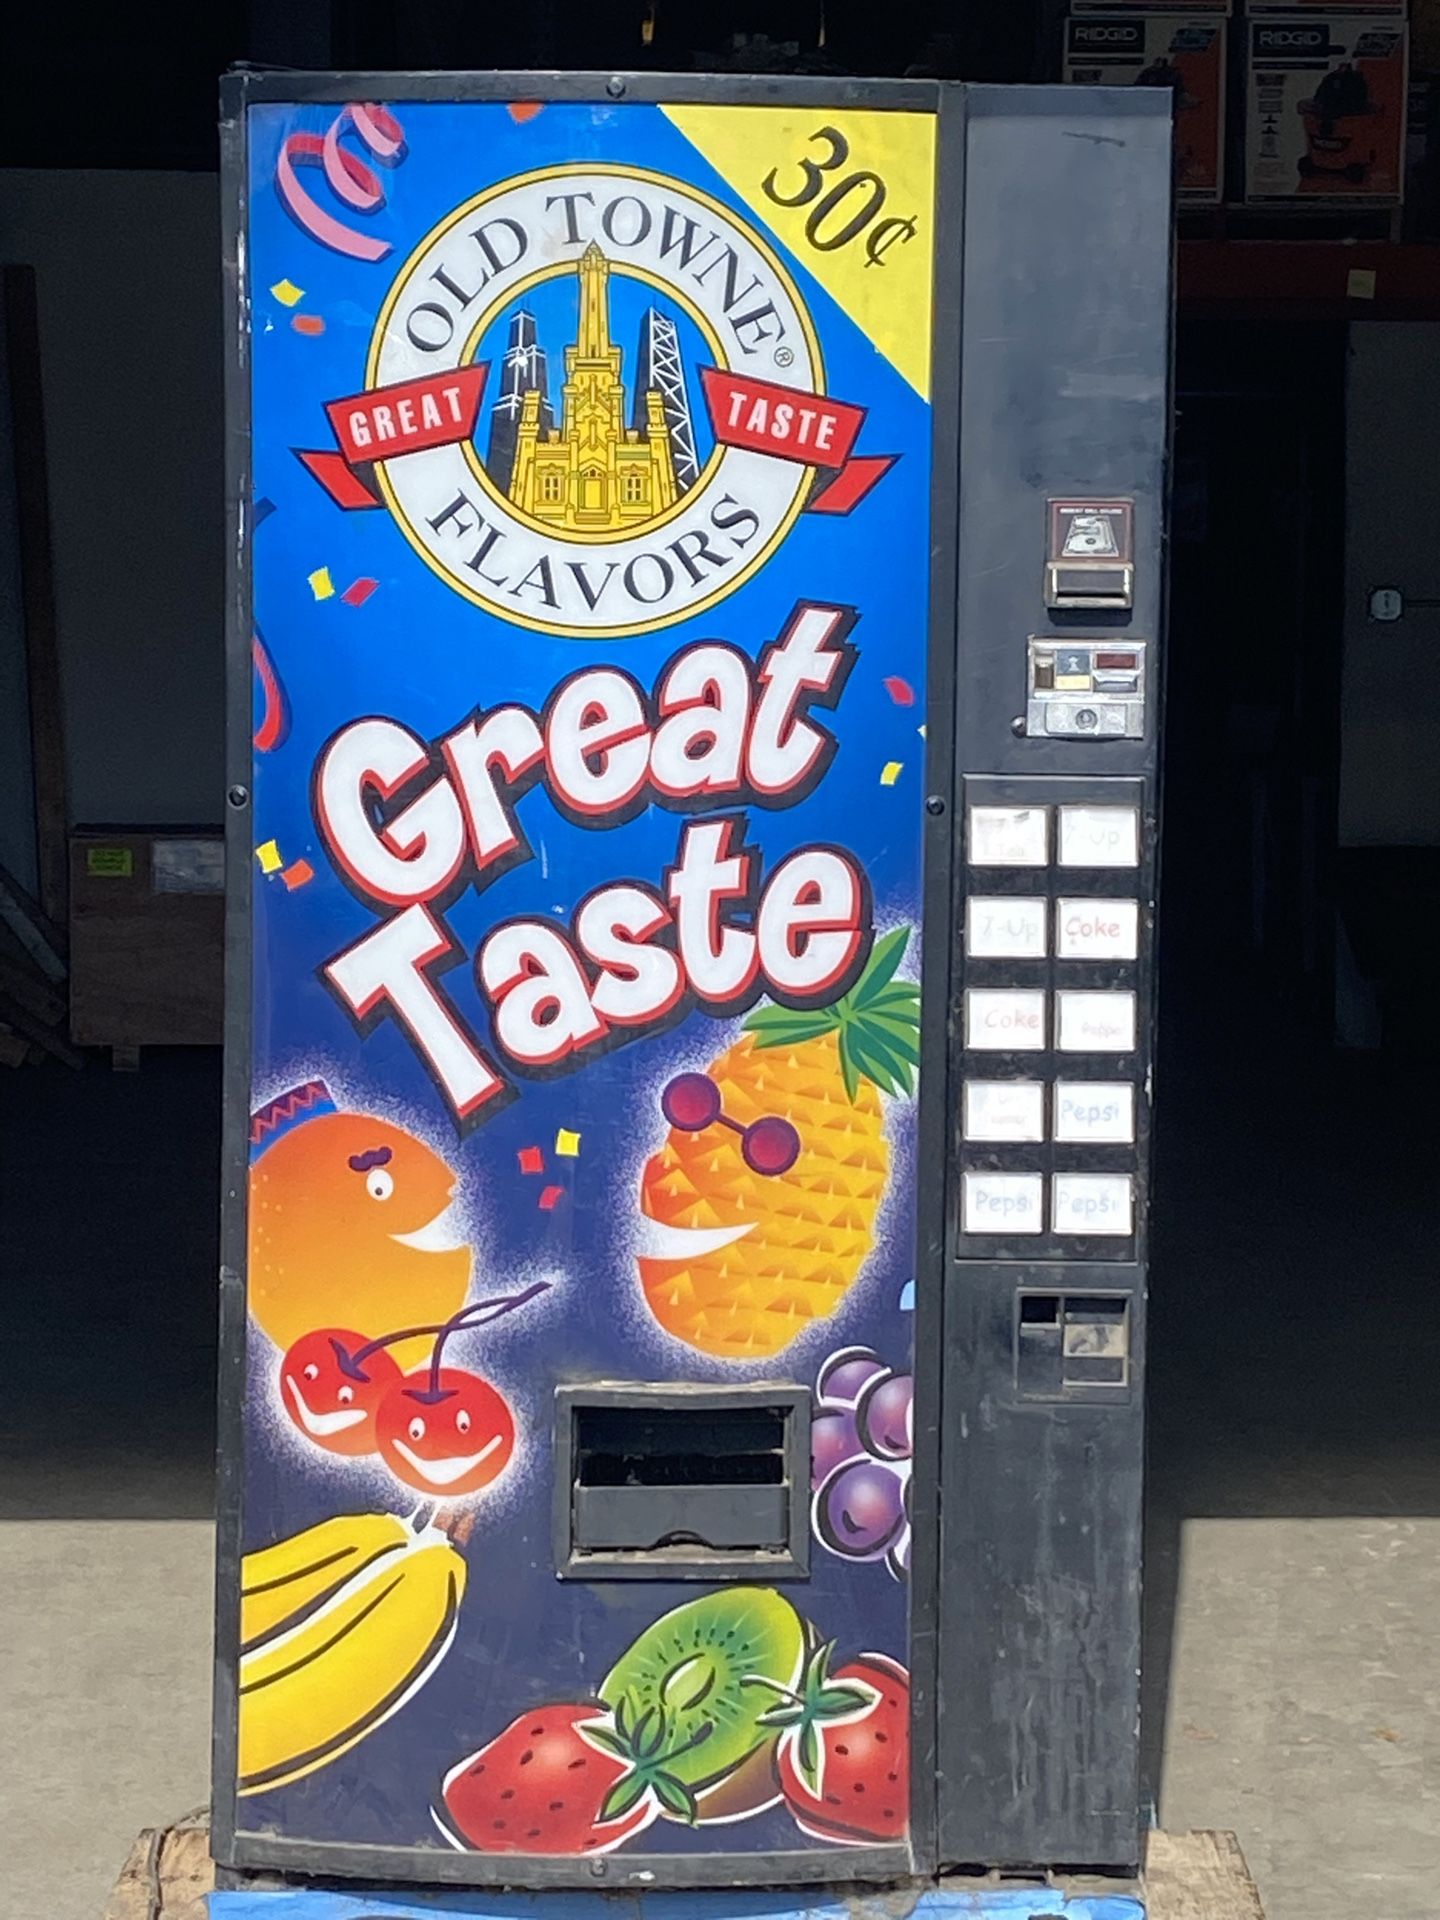 RIDGID
RIDGID
30¢
OLD TOWNE®
GREAT TASTE
FLAVORS
Great
Taste
7-Up
7-Up
Coke
Coke
Pepper
Pepsi
Pepsi
Pepsi